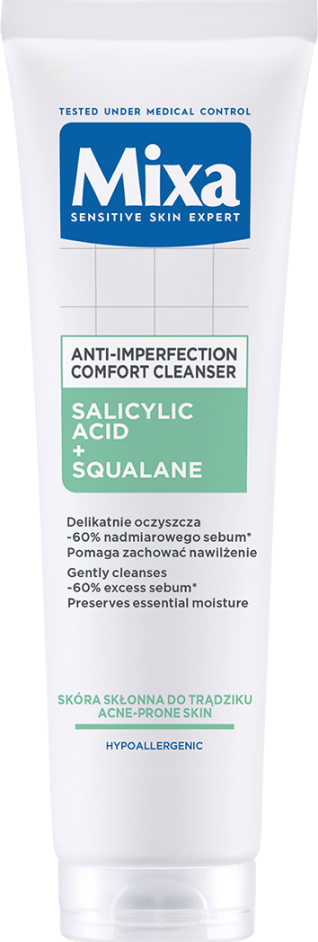 TESTED UNDER MEDICAL CONTROL
Mixa
SENSITIVE SKIN EXPERT
ANTI-IMPERFECTION
COMFORT CLEANSER
SALICYLIC
ACID
+
SQUALANE
Delikatnie oczyszcza
-60% nadmiarowego sebum*
Pomaga zachować nawilżenie
Gently cleanses
-60% excess sebum*
Preserves essential moisture
SKÓRA SKŁONNA DO TRĄDZIKU
ACNE-PRONE SKIN
HYPOALLERGENIC